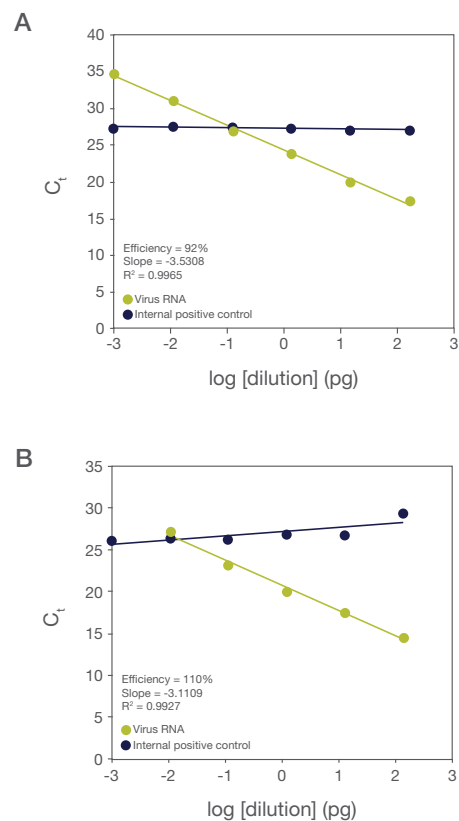 A
40
35
30
25
20
15
10
5
0
Cₜ
Efficiency = 92%
Slope = -3.5308
R² = 0.9965
Virus RNA
Internal positive control
-3 -2 -1 0 1 2 3
log [dilution] (pg)
B
35
30
25
20
15
10
5
0
Cₜ
Efficiency = 110%
Slope = -3.1109
R² = 0.9927
Virus RNA
Internal positive control
-3 -2 -1 0 1 2 3
log [dilution] (pg)